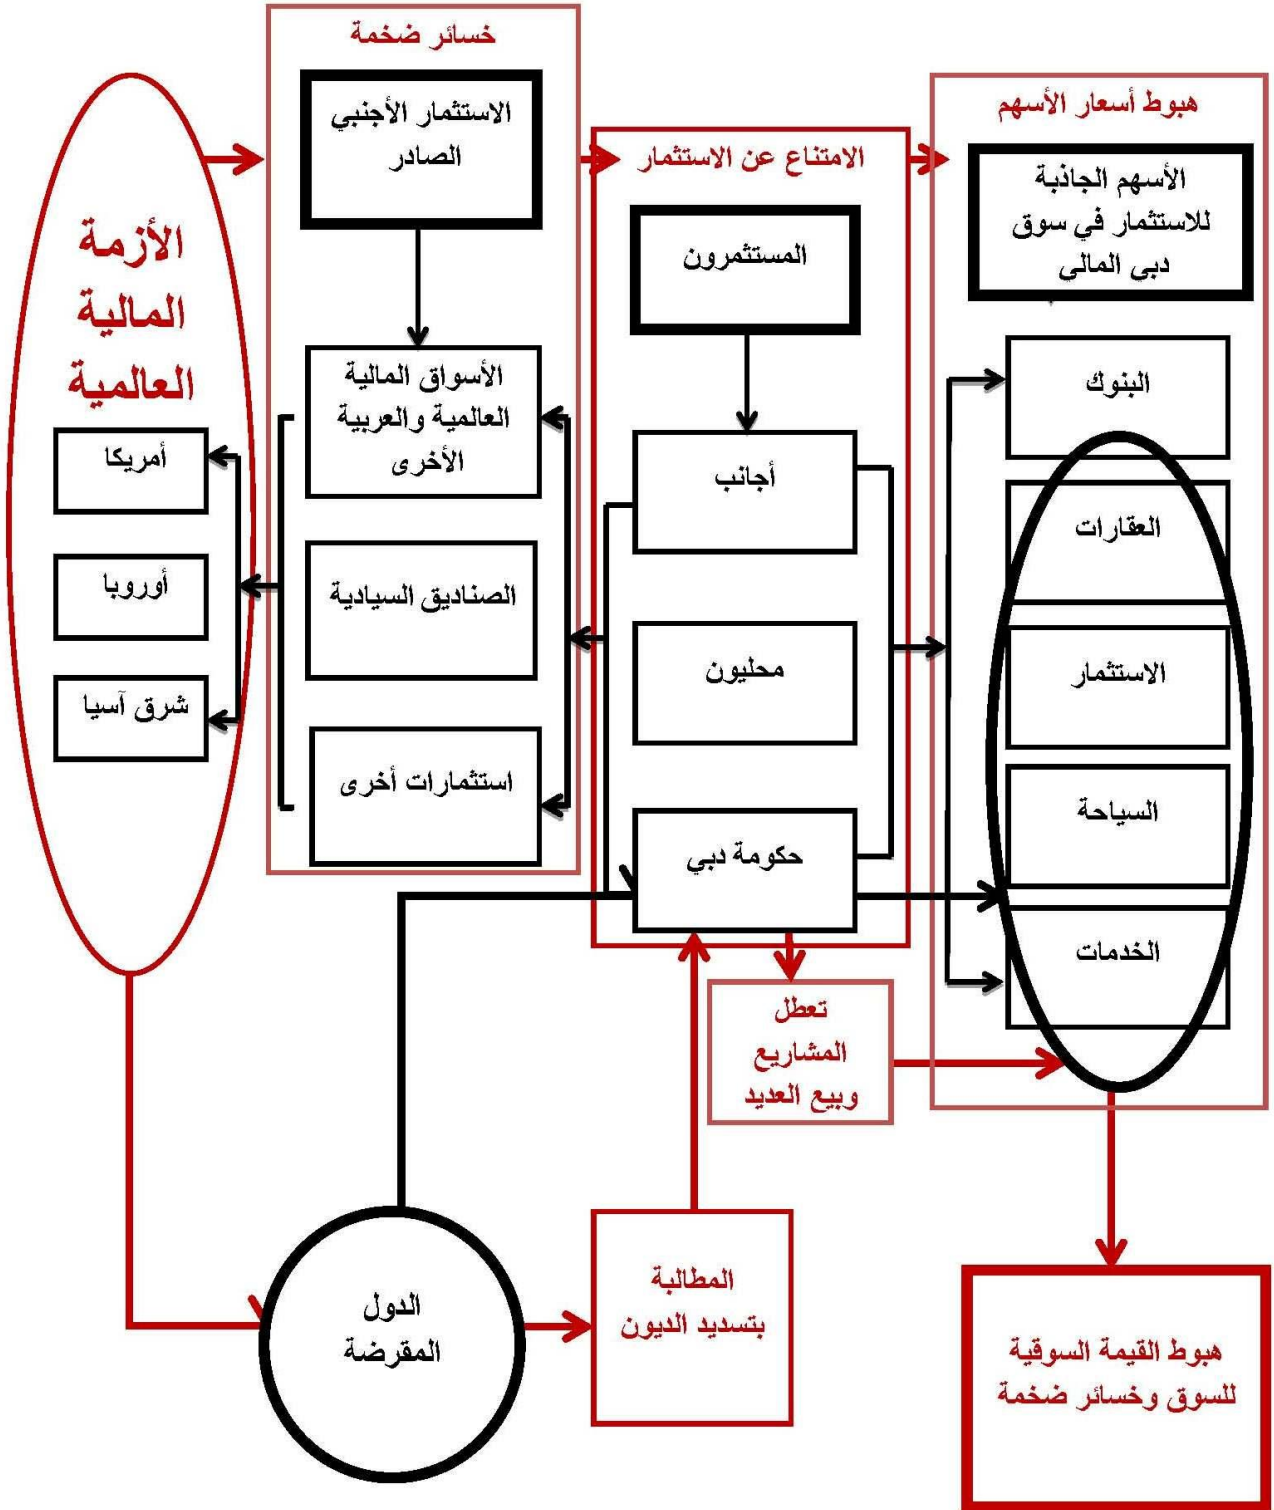 هبوط أسعار الأسهم
الأسهم الجاذبة
للاستثمار في سوق
دبى المالى
البنوك
العقارات
الاستثمار
السياحة
الخدمات
الامتناع عن الاستثمار
المستثمرون
أجانب
محليون
حكومة دبي
تعطل
المشاريع
وبيع العديد
خسائر ضخمة
الاستثمار الأجنبي
الصادر
الأسواق المالية
العالمية والعربية
الأخرى
الصناديق السيادية
استثمارات أخرى
الأزمة
المالية
العالمية
أمريكا
أوروبا
شرق آسيا
الدول
المقرضة
المطالبة
بتسديد الديون
هبوط القيمة السوقية
للسوق وخسائر ضخمة